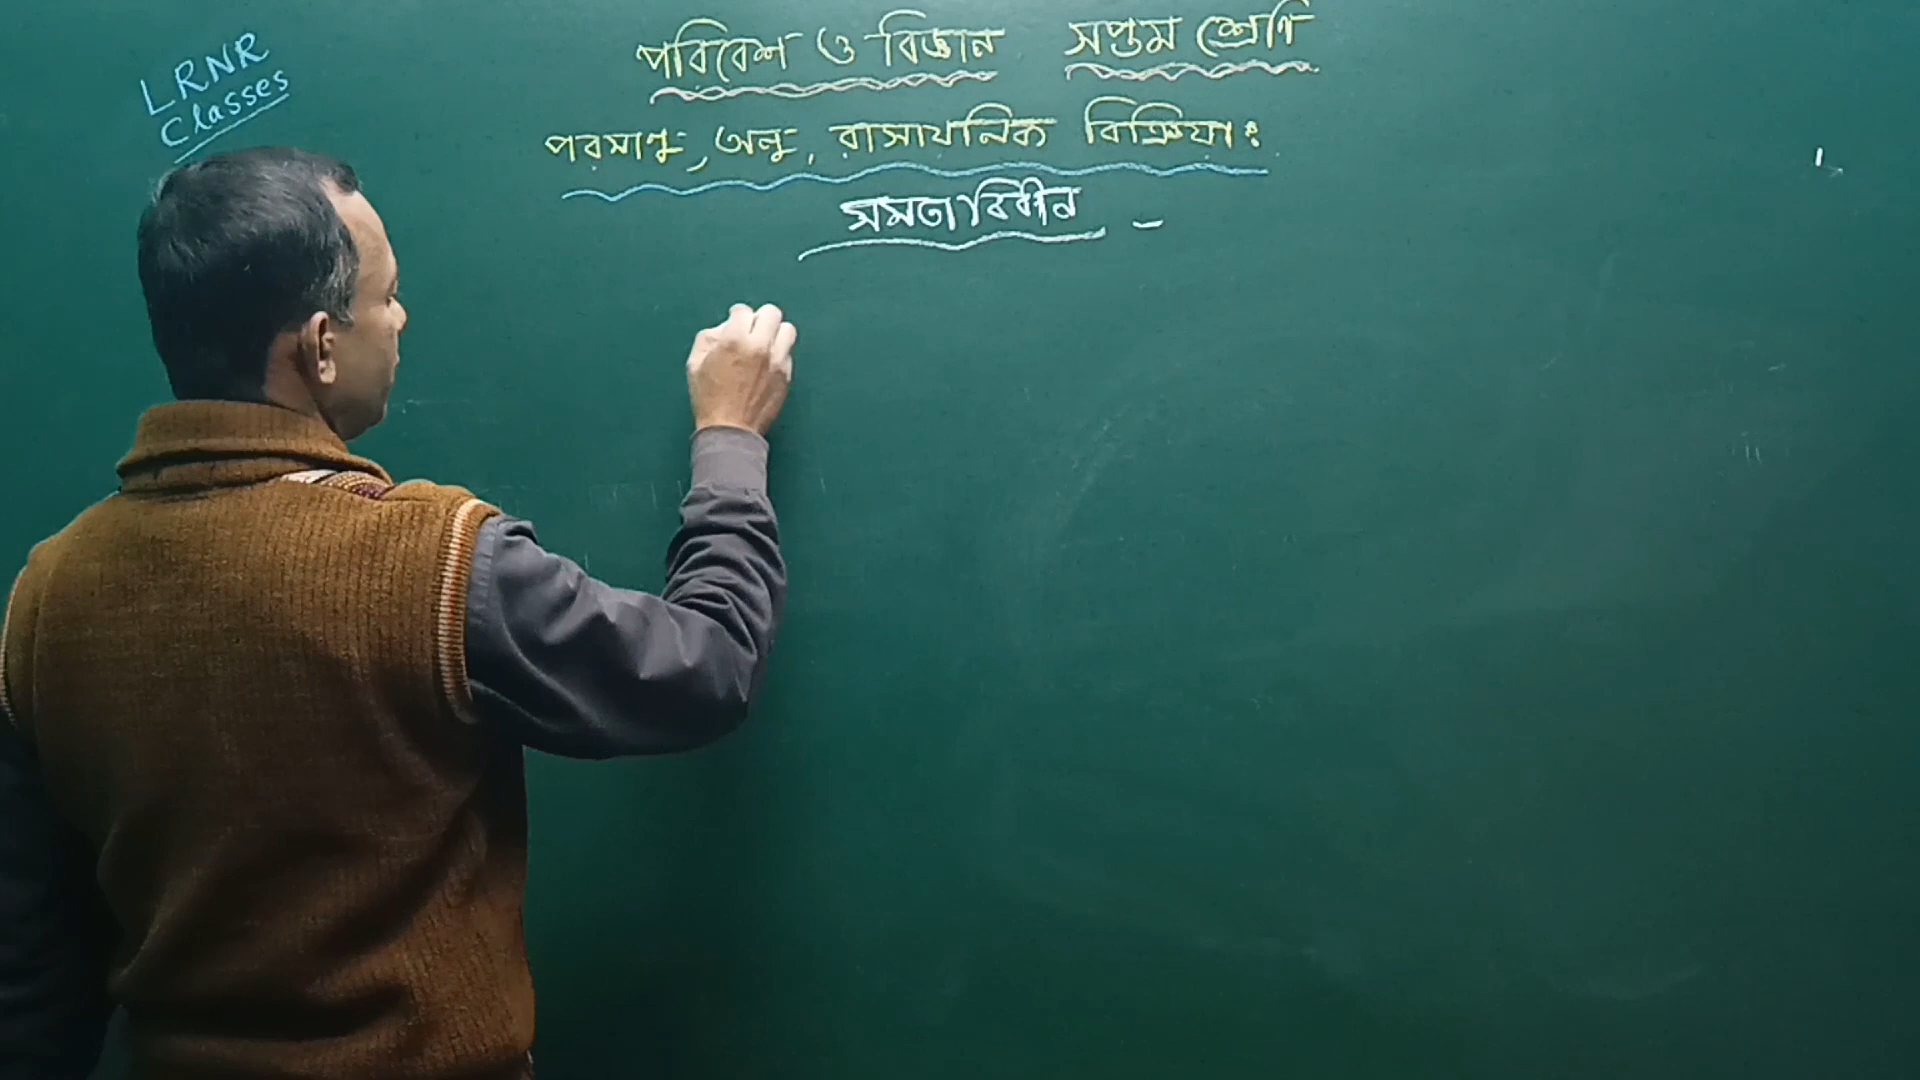 LRNR
Classes
পরিবেশ ও বিজ্ঞান সপ্তম শ্রেণি
পরমাণু, অণু, রাসায়নিক বিক্রিয়াঃ
সমতাবিধান -